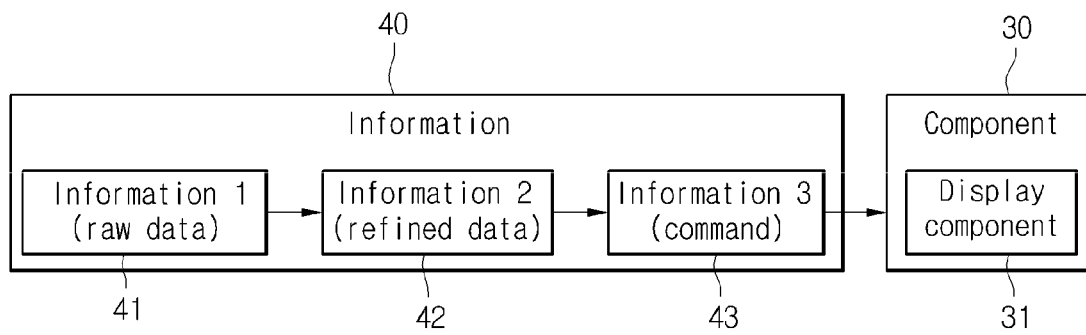 40
30
Information
Component
Information 1
(raw data)
Information 2
(refined data)
Information 3
(command)
Display
component
41
42
43
31